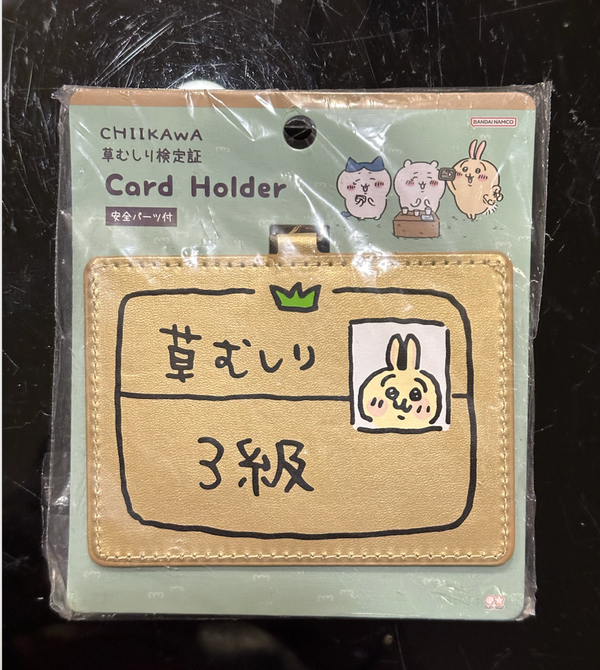 CHIIKAWA
BANDAI NAMCO
草むしり検定証
Card Holder
安全パーツ付
草むしり
3級